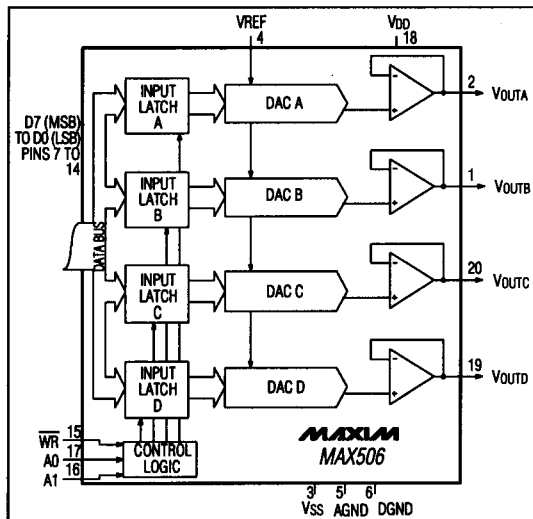 VREF
4
VDD
18
D7 (MSB)
TO D0 (LSB)
PINS 7 TO
14
INPUT
LATCH
A
DAC A
2
VOUTA
INPUT
LATCH
B
DAC B
1
VOUTB
DATA BUS
INPUT
LATCH
C
DAC C
20
VOUTC
INPUT
LATCH
D
DAC D
19
VOUTD
WR 15
A0 17
A1 16
CONTROL
LOGIC
MAXIM
MAX506
3 5 6
VSS AGND DGND